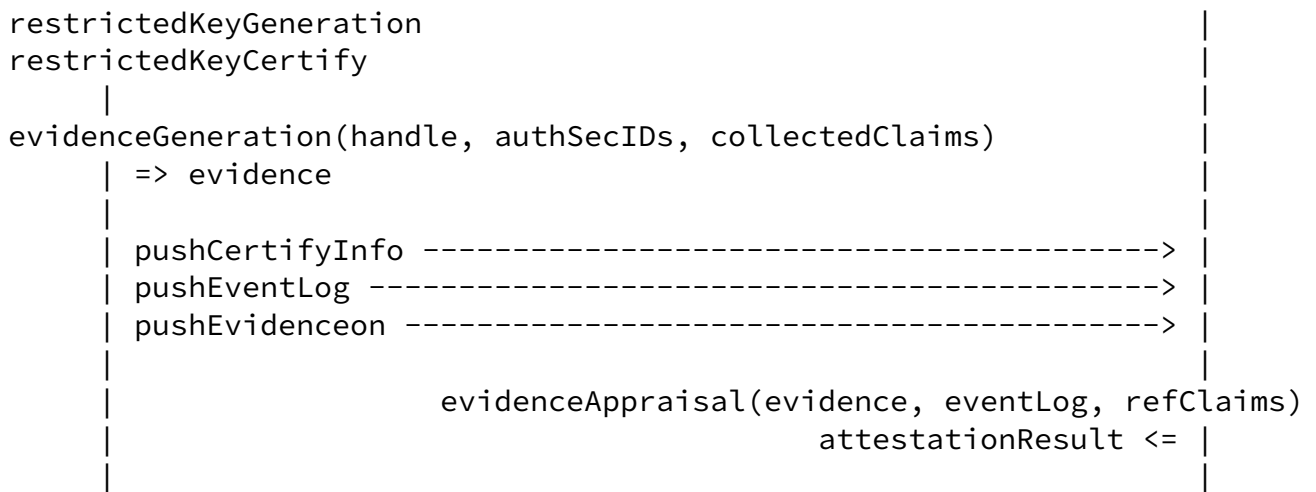 restrictedKeyGeneration |
restrictedKeyCertify |
| |
evidenceGeneration(handle, authSecIDs, collectedClaims) |
| => evidence |
| |
| pushCertifyInfo -----------------------------------------> |
| pushEventLog --------------------------------------------> |
| pushEvidenceon ------------------------------------------> |
| |
| evidenceAppraisal(evidence, eventLog, refClaims)
| attestationResult <= |
| |